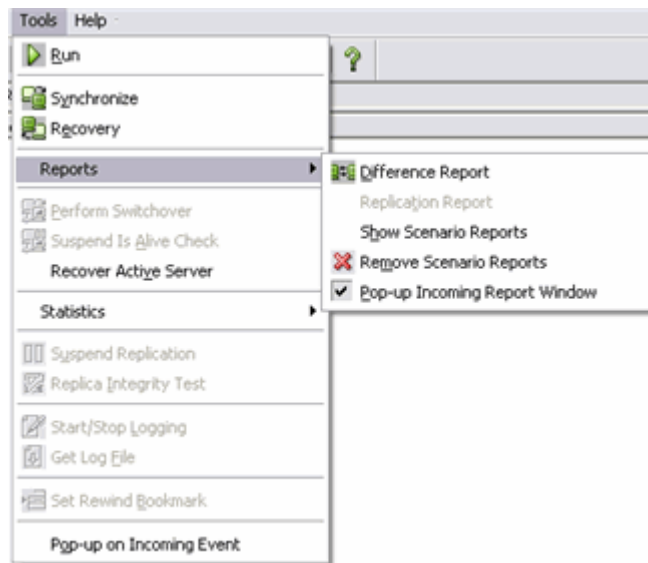 Tools Help
Run
Synchronize
Recovery
Reports
Difference Report
Replication Report
Show Scenario Reports
Remove Scenario Reports
Pop-up Incoming Report Window
Perform Switchover
Suspend Is Alive Check
Recover Active Server
Statistics
Suspend Replication
Replica Integrity Test
Start/Stop Logging
Get Log File
Set Rewind Bookmark
Pop-up on Incoming Event